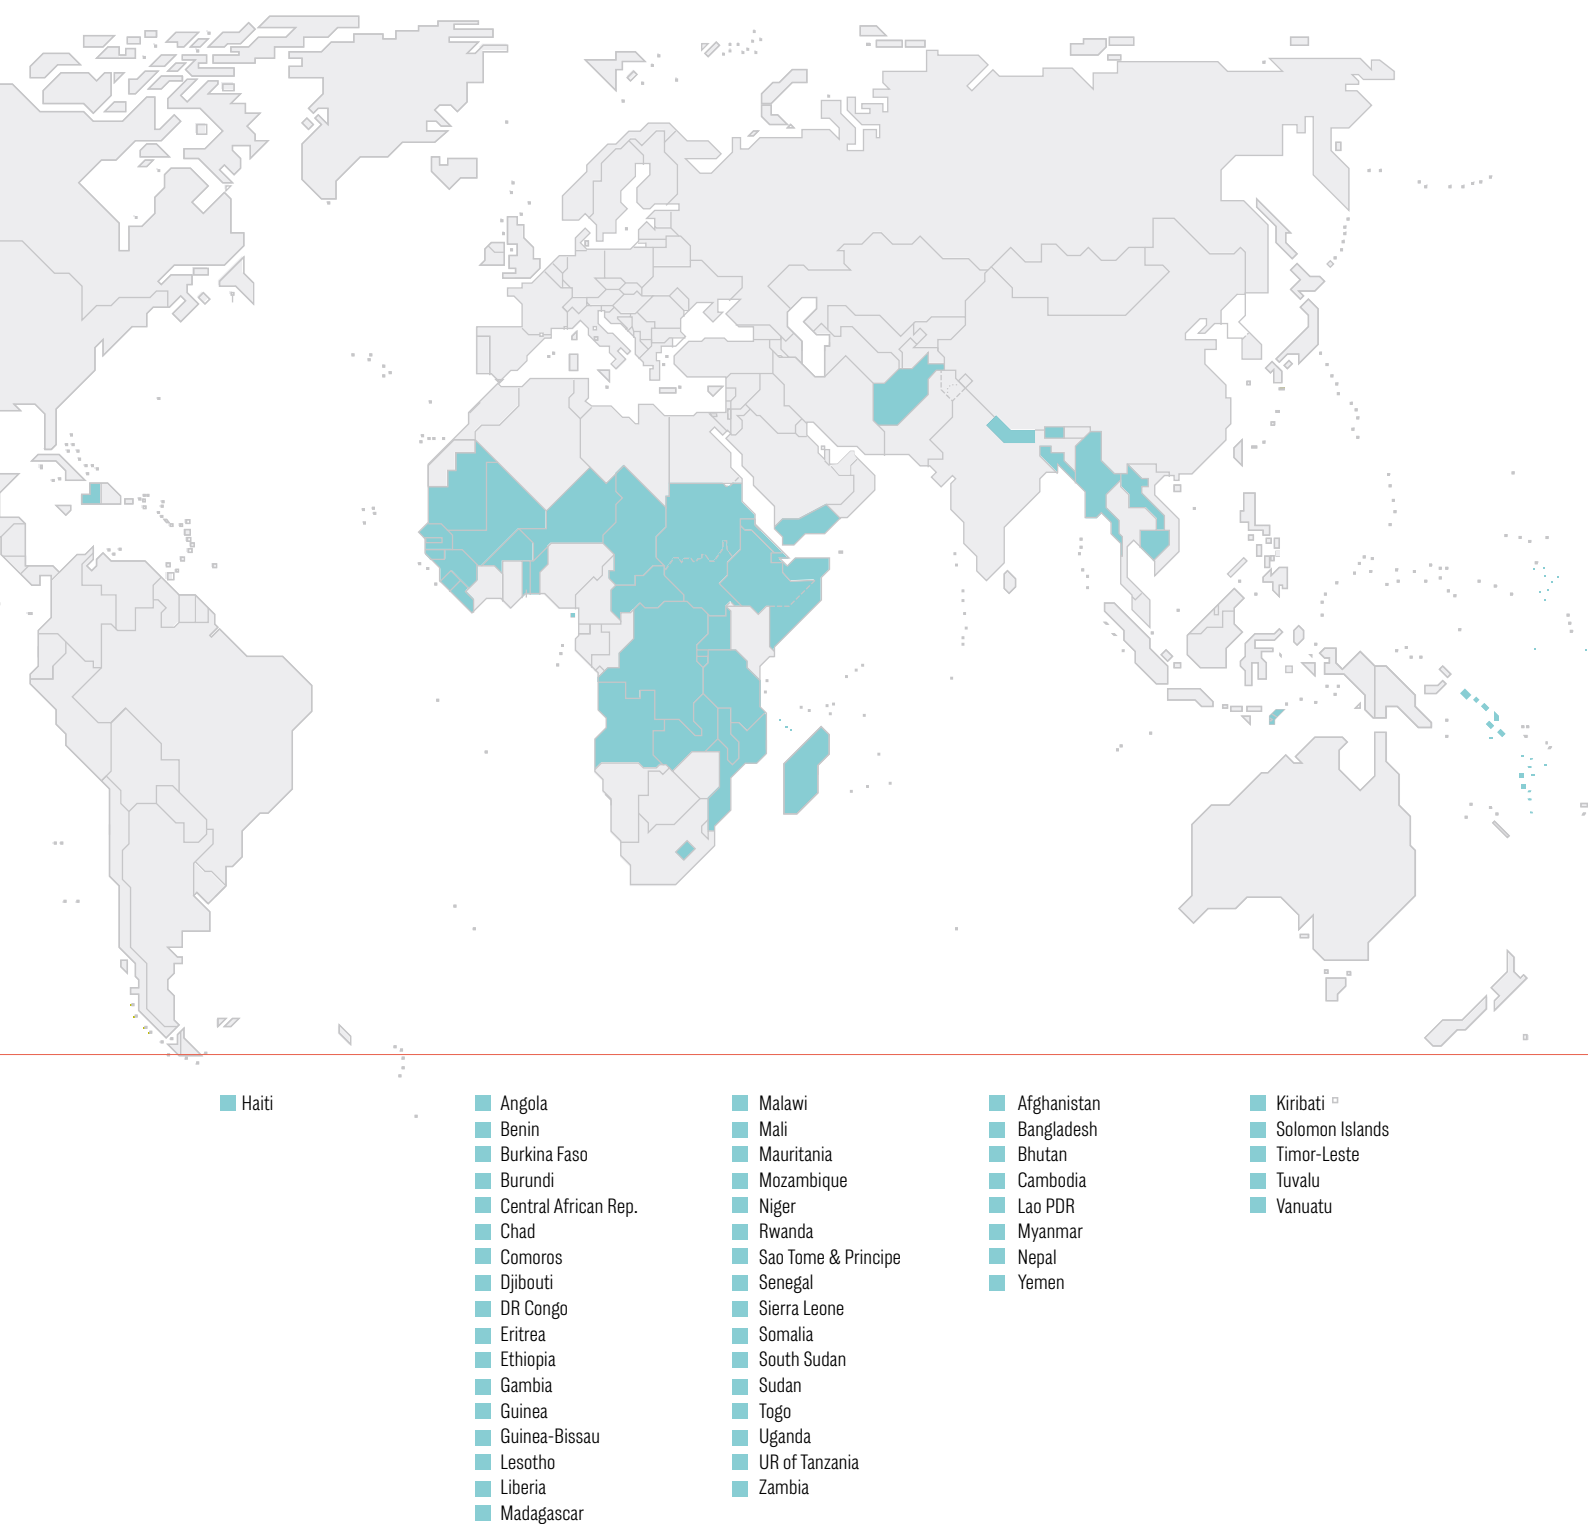 Haiti
Angola
Benin
Burkina Faso
Burundi
Central African Rep.
Chad
Comoros
Djibouti
DR Congo
Eritrea
Ethiopia
Gambia
Guinea
Guinea-Bissau
Lesotho
Liberia
Madagascar
Malawi
Mali
Mauritania
Mozambique
Niger
Rwanda
Sao Tome & Principe
Senegal
Sierra Leone
Somalia
South Sudan
Sudan
Togo
Uganda
UR of Tanzania
Zambia
Afghanistan
Bangladesh
Bhutan
Cambodia
Lao PDR
Myanmar
Nepal
Yemen
Kiribati
Solomon Islands
Timor-Leste
Tuvalu
Vanuatu